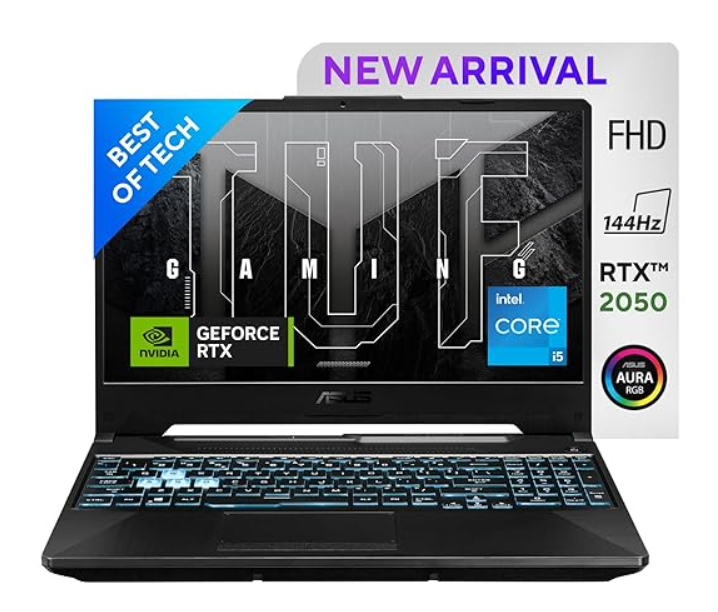 NEW ARRIVAL
BEST
OF TECH
FHD
144Hz
RTX™
2050
TUF
GAMING
NVIDIA
GEFORCE
RTX
intel.
CORE
i5
ASUS
AURA
RGB
ASUS